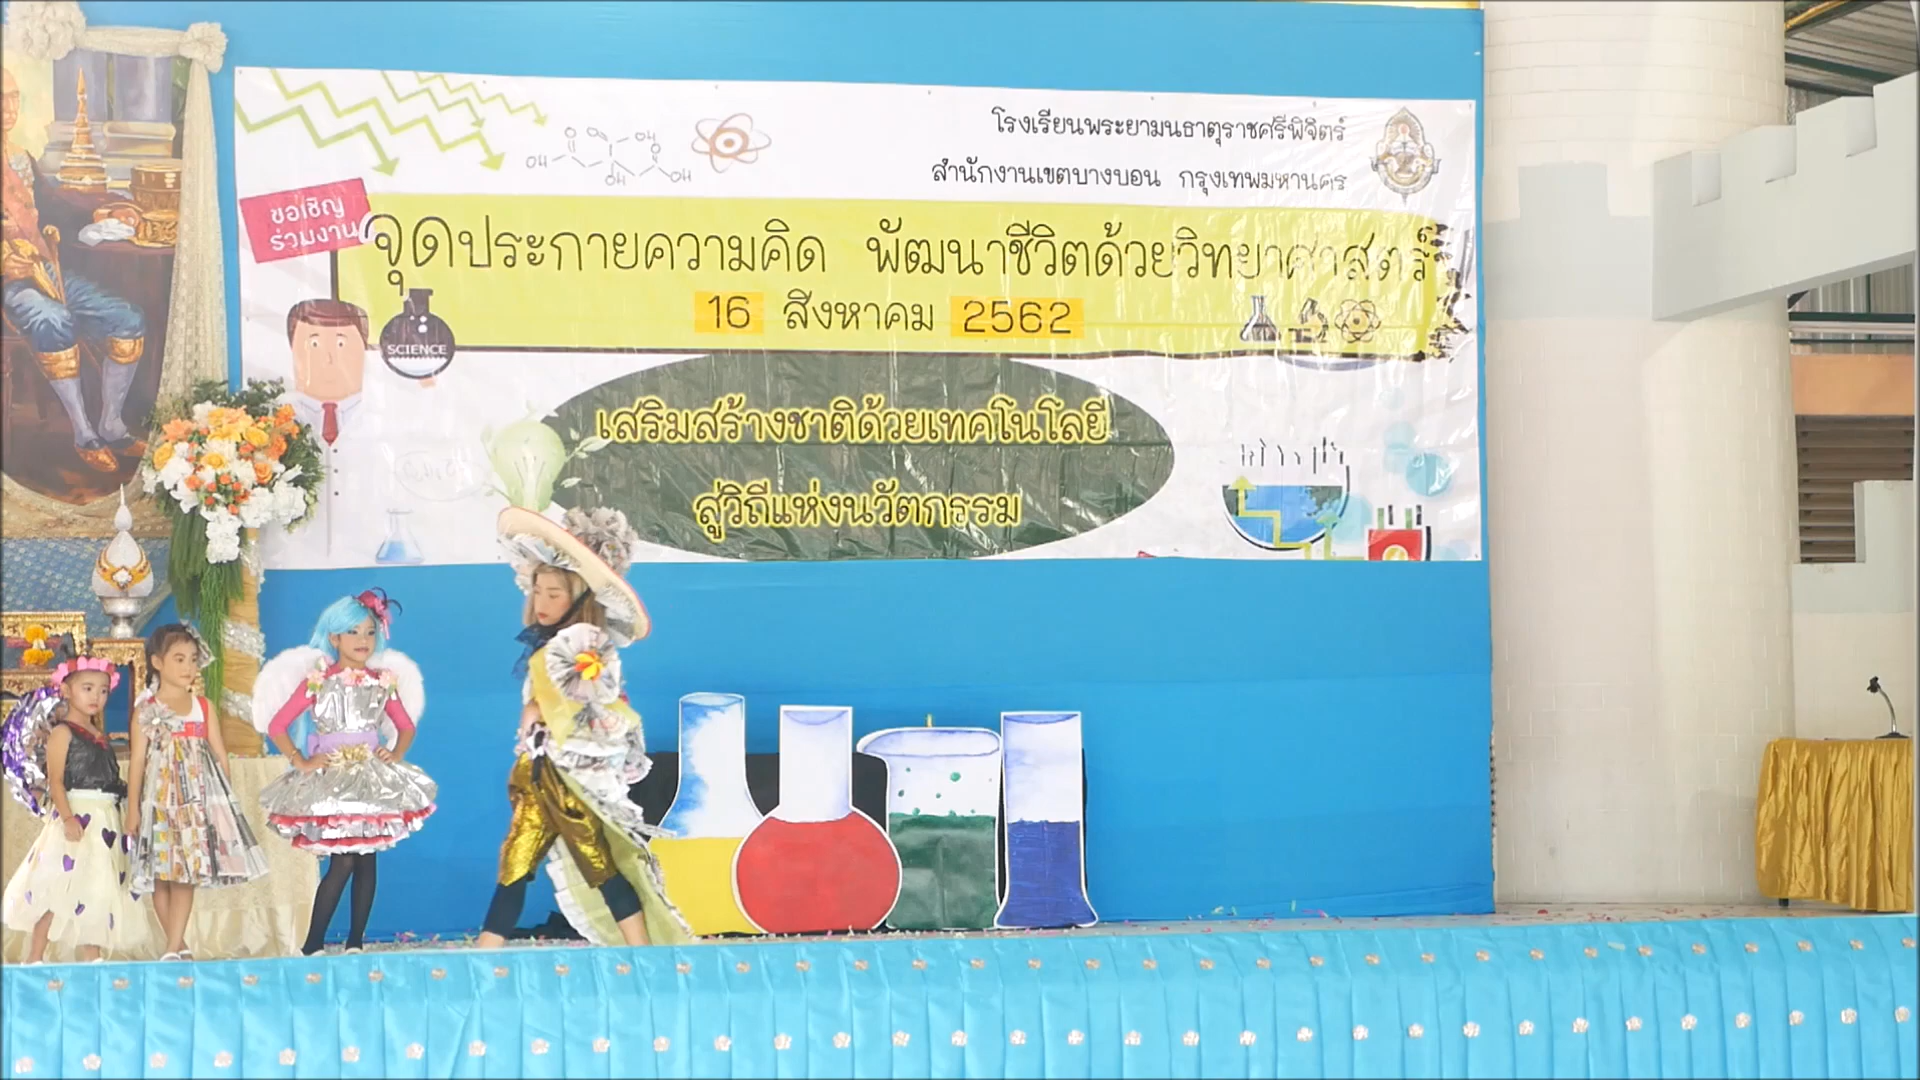 โรงเรียนพระยามนธาตุราชศรีพิจิตร์
สำนักงานเขตบางบอน กรุงเทพมหานคร
ขอเชิญ
ร่วมงาน
จุดประกายความคิด พัฒนาชีวิตด้วยวิทยาศาสตร์
16 สิงหาคม 2562
SCIENCE
เสริมสร้างชาติด้วยเทคโนโลยี
สู่วิถีแห่งนวัตกรรม
OH
O
O
OH
O
OH
OH